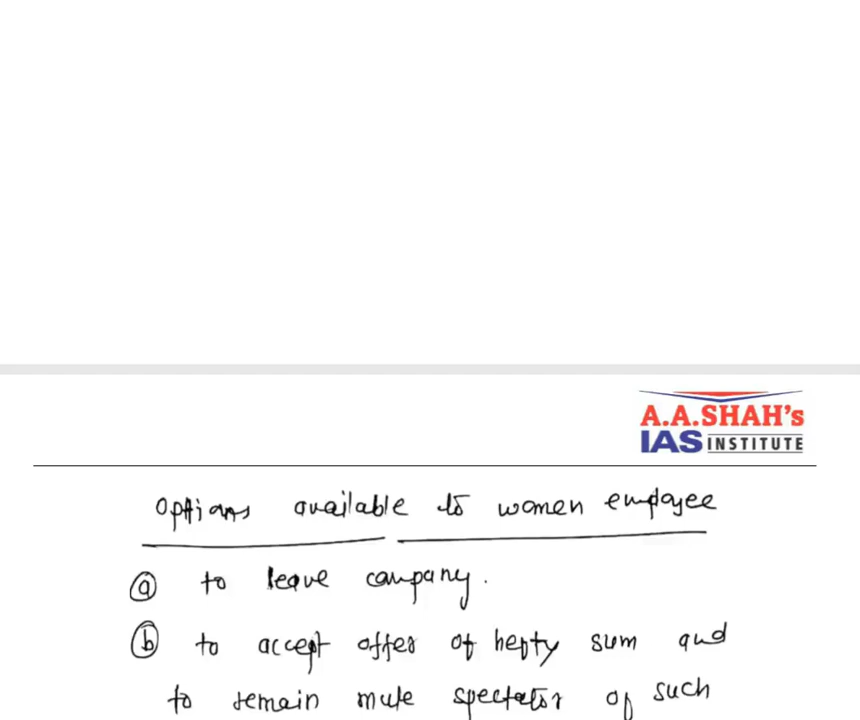 A.A.SHAH's
IAS INSTITUTE
options available to women employee
(a) to leave company.
(b) to accept offer of hefty sum and
to remain mute spectator of such